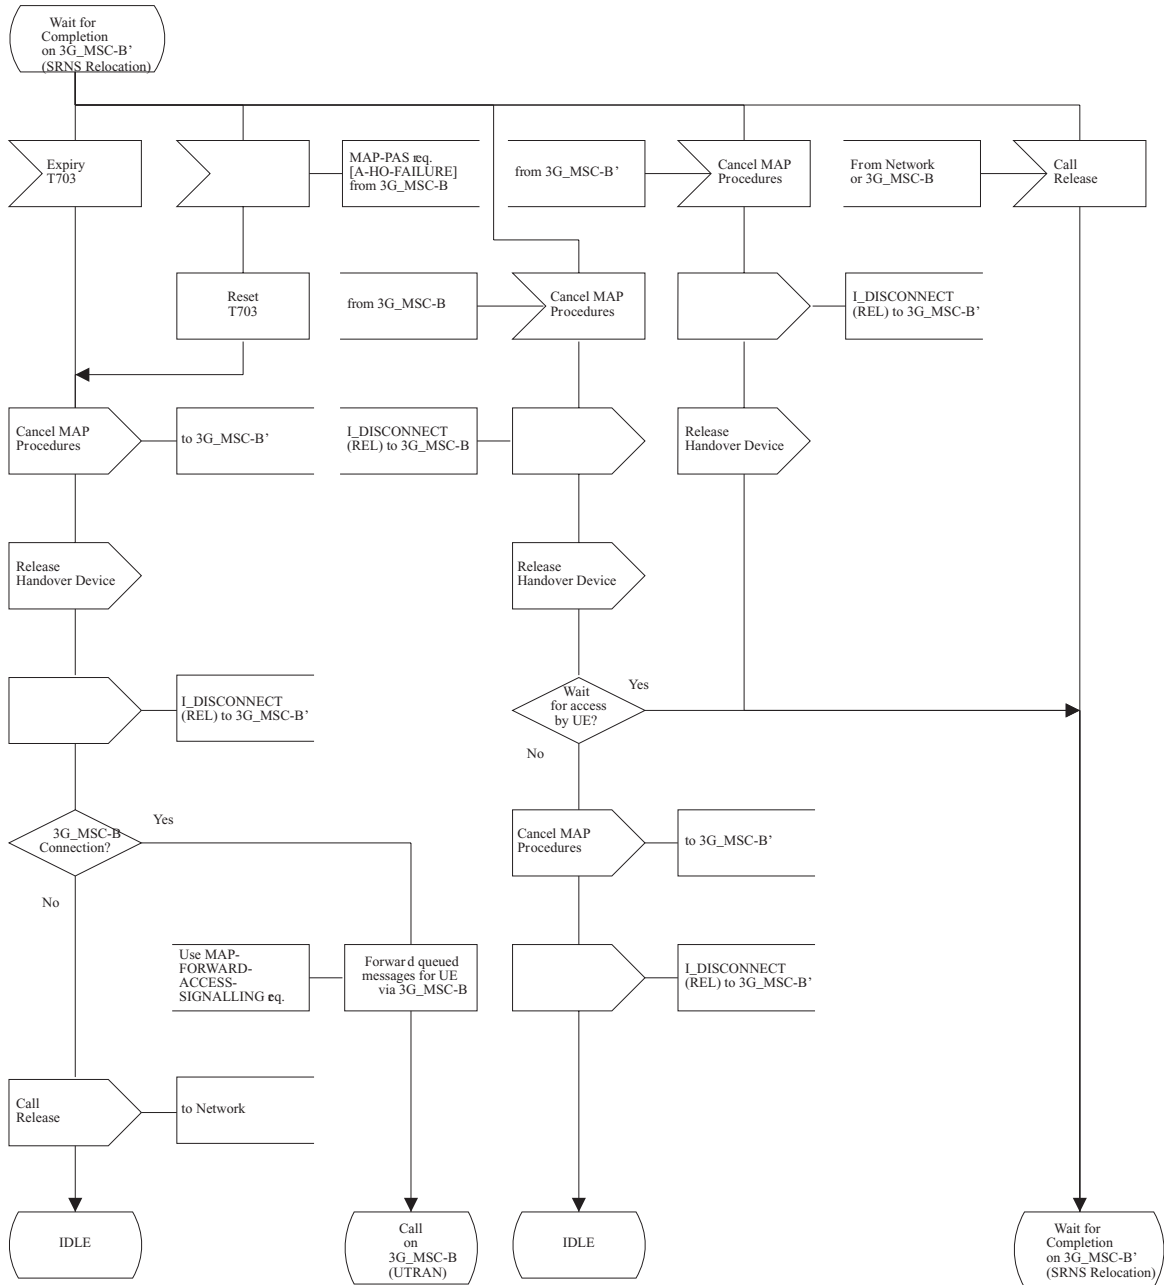 Wait for
Completion
on 3G_MSC-B’
(SRNS Relocation)
Expiry
T703
MAP-PAS req.
[A-HO-FAILURE]
from 3G_MSC-B
from 3G_MSC-B’
Cancel MAP
Procedures
From Network
or 3G_MSC-B
Call
Release
Reset
T703
from 3G_MSC-B
Cancel MAP
Procedures
I_DISCONNECT
(REL) to 3G_MSC-B’
Cancel MAP
Procedures
to 3G_MSC-B’
I_DISCONNECT
(REL) to 3G_MSC-B
Release
Handover Device
Release
Handover Device
Release
Handover Device
I_DISCONNECT
(REL) to 3G_MSC-B’
Wait
for access
by UE?
Yes
No
3G_MSC-B
Connection?
Yes
No
Cancel MAP
Procedures
to 3G_MSC-B’
Use MAP-
FORWARD-
ACCESS-
SIGNALLING req.
Forward queued
messages for UE
via 3G_MSC-B
I_DISCONNECT
(REL) to 3G_MSC-B’
Call
Release
to Network
IDLE
Call
on
3G_MSC-B
(UTRAN)
IDLE
Wait for
Completion
on 3G_MSC-B’
(SRNS Relocation)